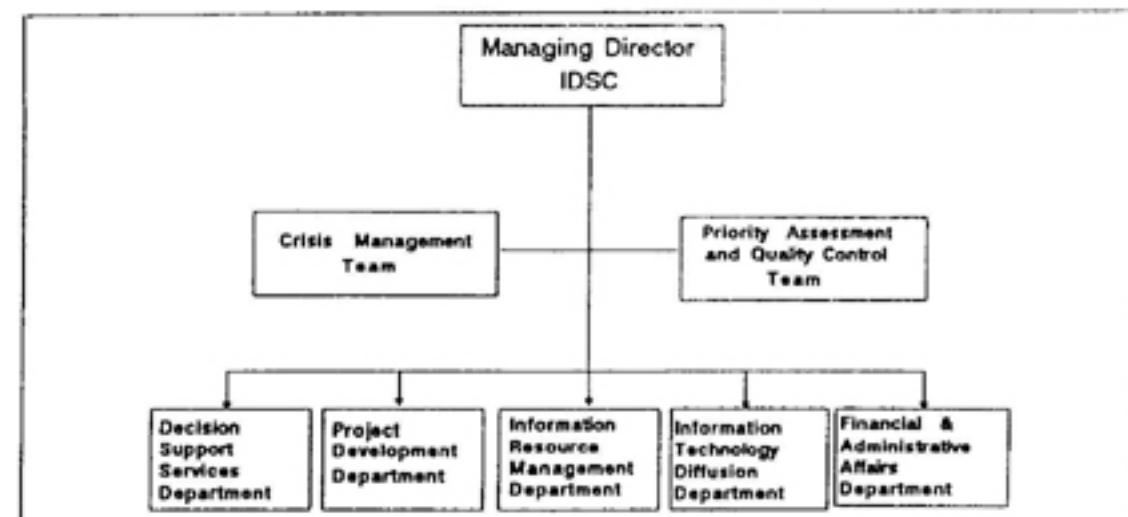 Managing Director
IDSC
Crisis Management
Team
Priority Assessment
and Quality Control
Team
Decision
Support
Services
Department
Project
Development
Department
Information
Resource
Management
Department
Information
Technology
Diffusion
Department
Financial &
Administrative
Affairs
Department